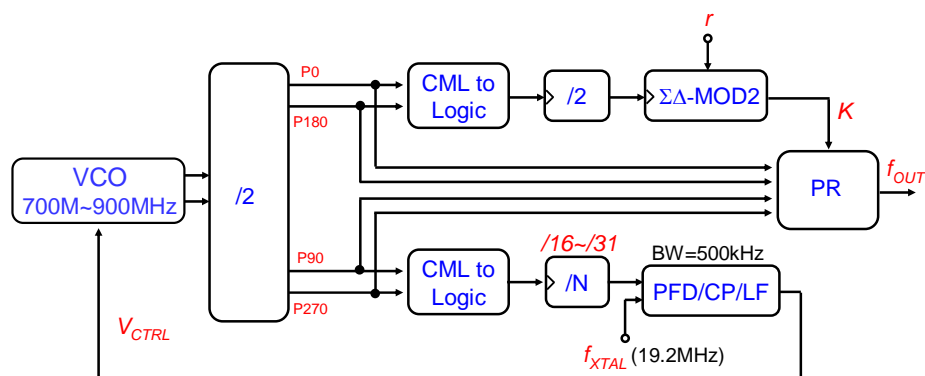 r
P0
CML to
Logic
/2
ΣΔ-MOD2
P180
K
VCO
700M~900MHz
/2
PR
f_OUT
P90
CML to
Logic
/16~/31
/N
BW=500kHz
PFD/CP/LF
P270
V_CTRL
f_XTAL (19.2MHz)